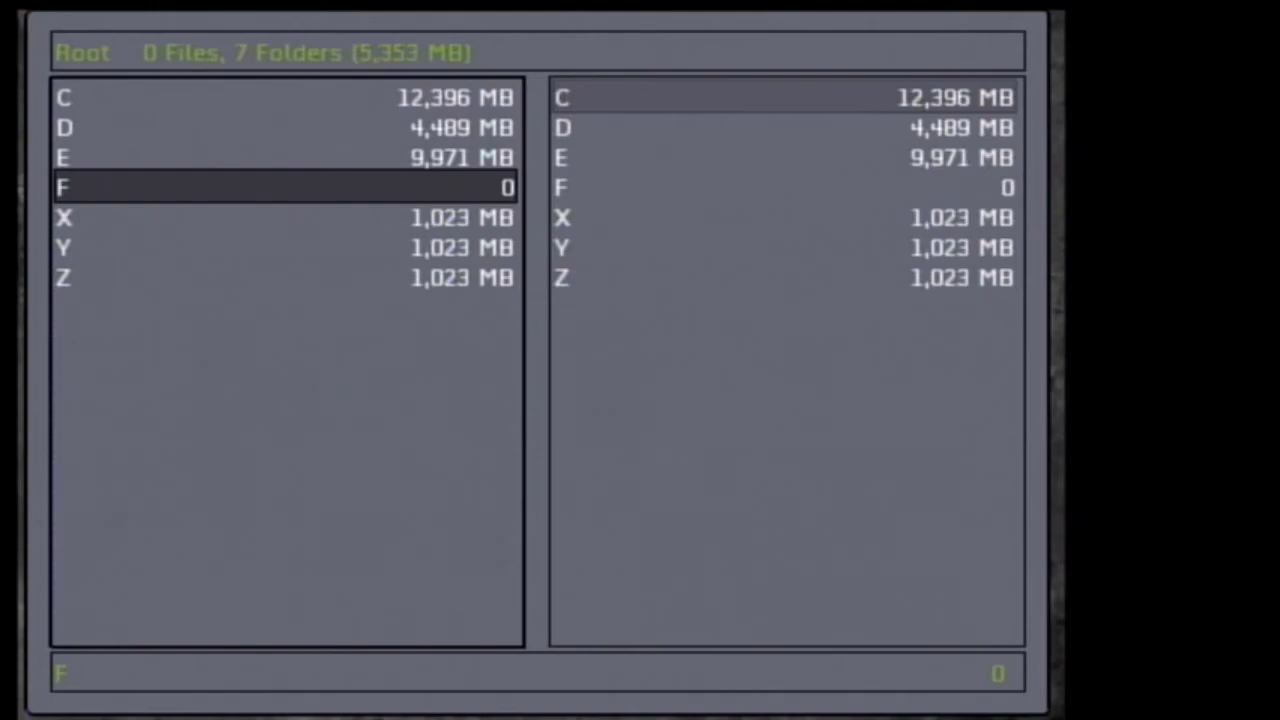 Root 0 Files, 7 Folders (5,353 MB)
C 12,396 MB
D 4,489 MB
E 9,971 MB
F 0
X 1,023 MB
Y 1,023 MB
Z 1,023 MB
C 12,396 MB
D 4,489 MB
E 9,971 MB
F 0
X 1,023 MB
Y 1,023 MB
Z 1,023 MB
F 0